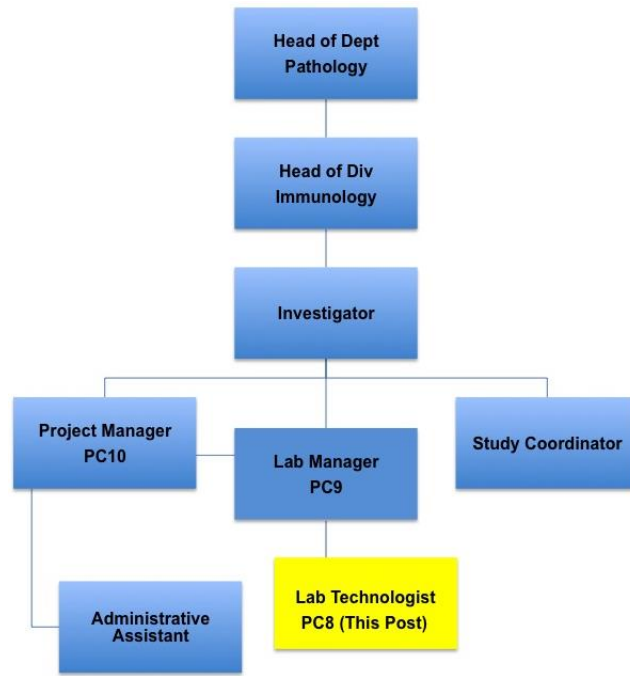 Head of Dept
Pathology
Head of Div
Immunology
Investigator
Project Manager
PC10
Lab Manager
PC9
Study Coordinator
Lab Technologist
PC8 (This Post)
Administrative
Assistant